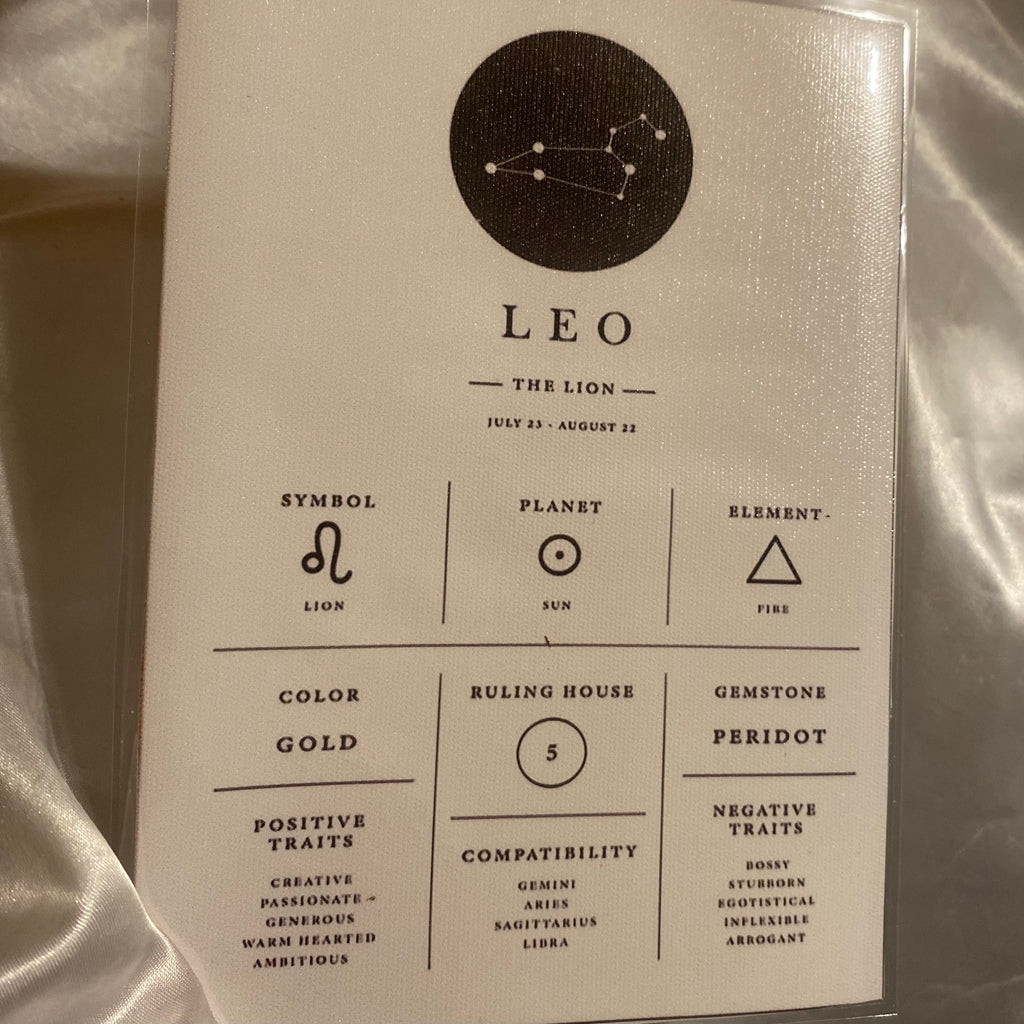 LEO
THE LION
JULY 23 - AUGUST 22
SYMBOL
LION
PLANET
SUN
ELEMENT-
FIRE
COLOR
GOLD
RULING HOUSE
5
GEMSTONE
PERIDOT
POSITIVE
TRAITS
CREATIVE
PASSIONATE
GENEROUS
WARM HEARTED
AMBITIOUS
COMPATIBILITY
GEMINI
ARIES
SAGITTARIUS
LIBRA
NEGATIVE
TRAITS
BOSSY
STUBBORN
EGOTISTICAL
INFLEXIBLE
ARROGANT